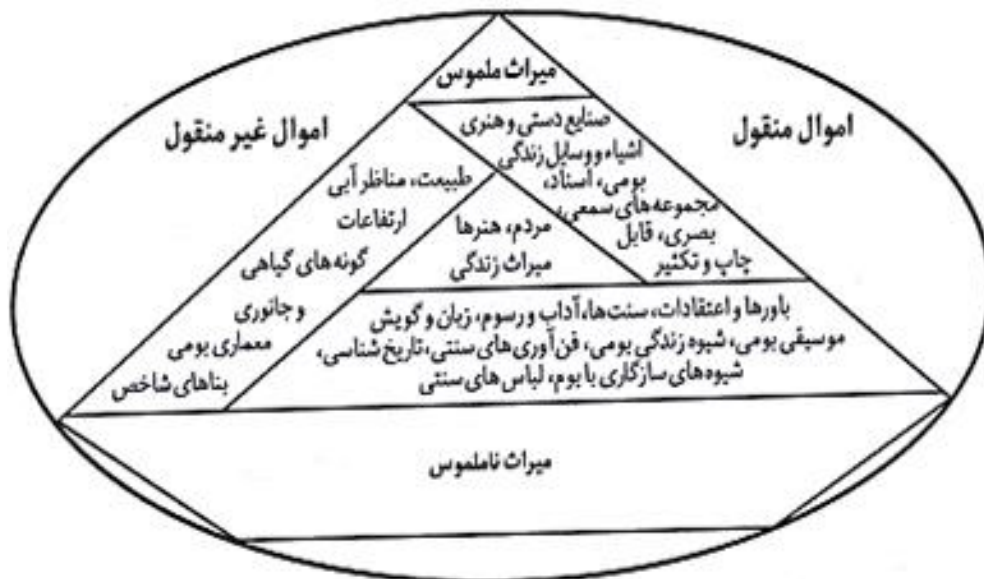 میراث ملموس
اموال منقول
اموال غیر منقول
صنایع دستی و هنری
اشیاء و وسایل زندگی
بومی، اسناد،
مجموعه‌های سمعی،
بصری، قابل
چاپ و تکثیر
طبیعت، مناظر آبی
ارتفاعات
گونه‌های گیاهی
و جانوری
معماری بومی
بناهای شاخص
مردم، هنرها
میراث زندگی
باورها و اعتقادات، سنت‌ها، آداب و رسوم، زبان و گویش
موسیقی بومی، شیوه زندگی بومی، فن‌آوری‌های سنتی، تاریخ شناسی،
شیوه‌های سازگاری با بوم، لباس‌های سنتی
میراث ناملموس